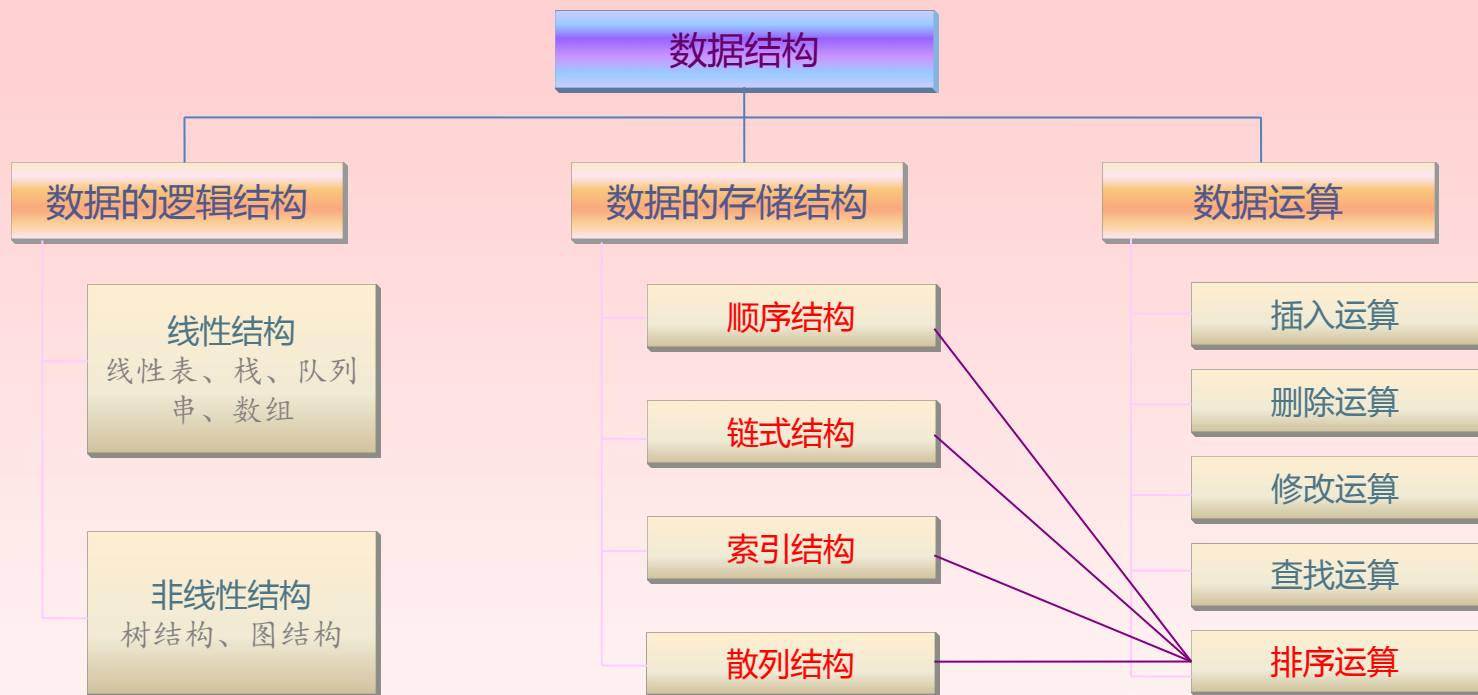 数据结构
数据的逻辑结构
数据的存储结构
数据运算
线性结构
线性表、栈、队列
串、数组
非线性结构
树结构、图结构
顺序结构
链式结构
索引结构
散列结构
插入运算
删除运算
修改运算
查找运算
排序运算